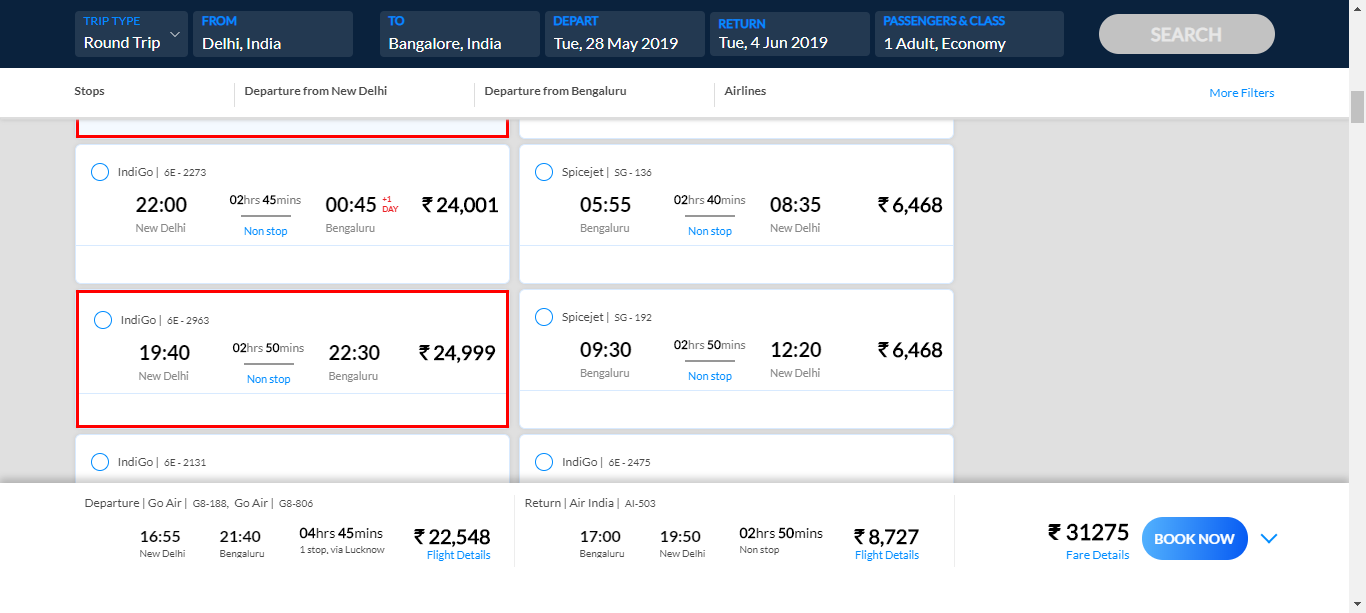 TRIP TYPE
Round Trip
FROM
Delhi, India
TO
Bangalore, India
DEPART
Tue, 28 May 2019
RETURN
Tue, 4 Jun 2019
PASSENGERS & CLASS
1 Adult, Economy
SEARCH
Stops
Departure from New Delhi
Departure from Bengaluru
Airlines
More Filters
IndiGo | 6E - 2273
22:00 02hrs 45mins 00:45 +1 DAY ₹ 24,001
New Delhi Non stop Bengaluru
Spicejet | SG - 136
05:55 02hrs 40mins 08:35 ₹ 6,468
Bengaluru Non stop New Delhi
IndiGo | 6E - 2963
19:40 02hrs 50mins 22:30 ₹ 24,999
New Delhi Non stop Bengaluru
Spicejet | SG - 192
09:30 02hrs 50mins 12:20 ₹ 6,468
Bengaluru Non stop New Delhi
IndiGo | 6E - 2131
IndiGo | 6E - 2475
Departure | Go Air | G8-188, Go Air | G8-806
16:55 21:40 04hrs 45mins ₹ 22,548
New Delhi Bengaluru 1 stop, via Lucknow Flight Details
Return | Air India | AI-503
17:00 19:50 02hrs 50mins ₹ 8,727
Bengaluru New Delhi Non stop Flight Details
₹ 31275
Fare Details
BOOK NOW